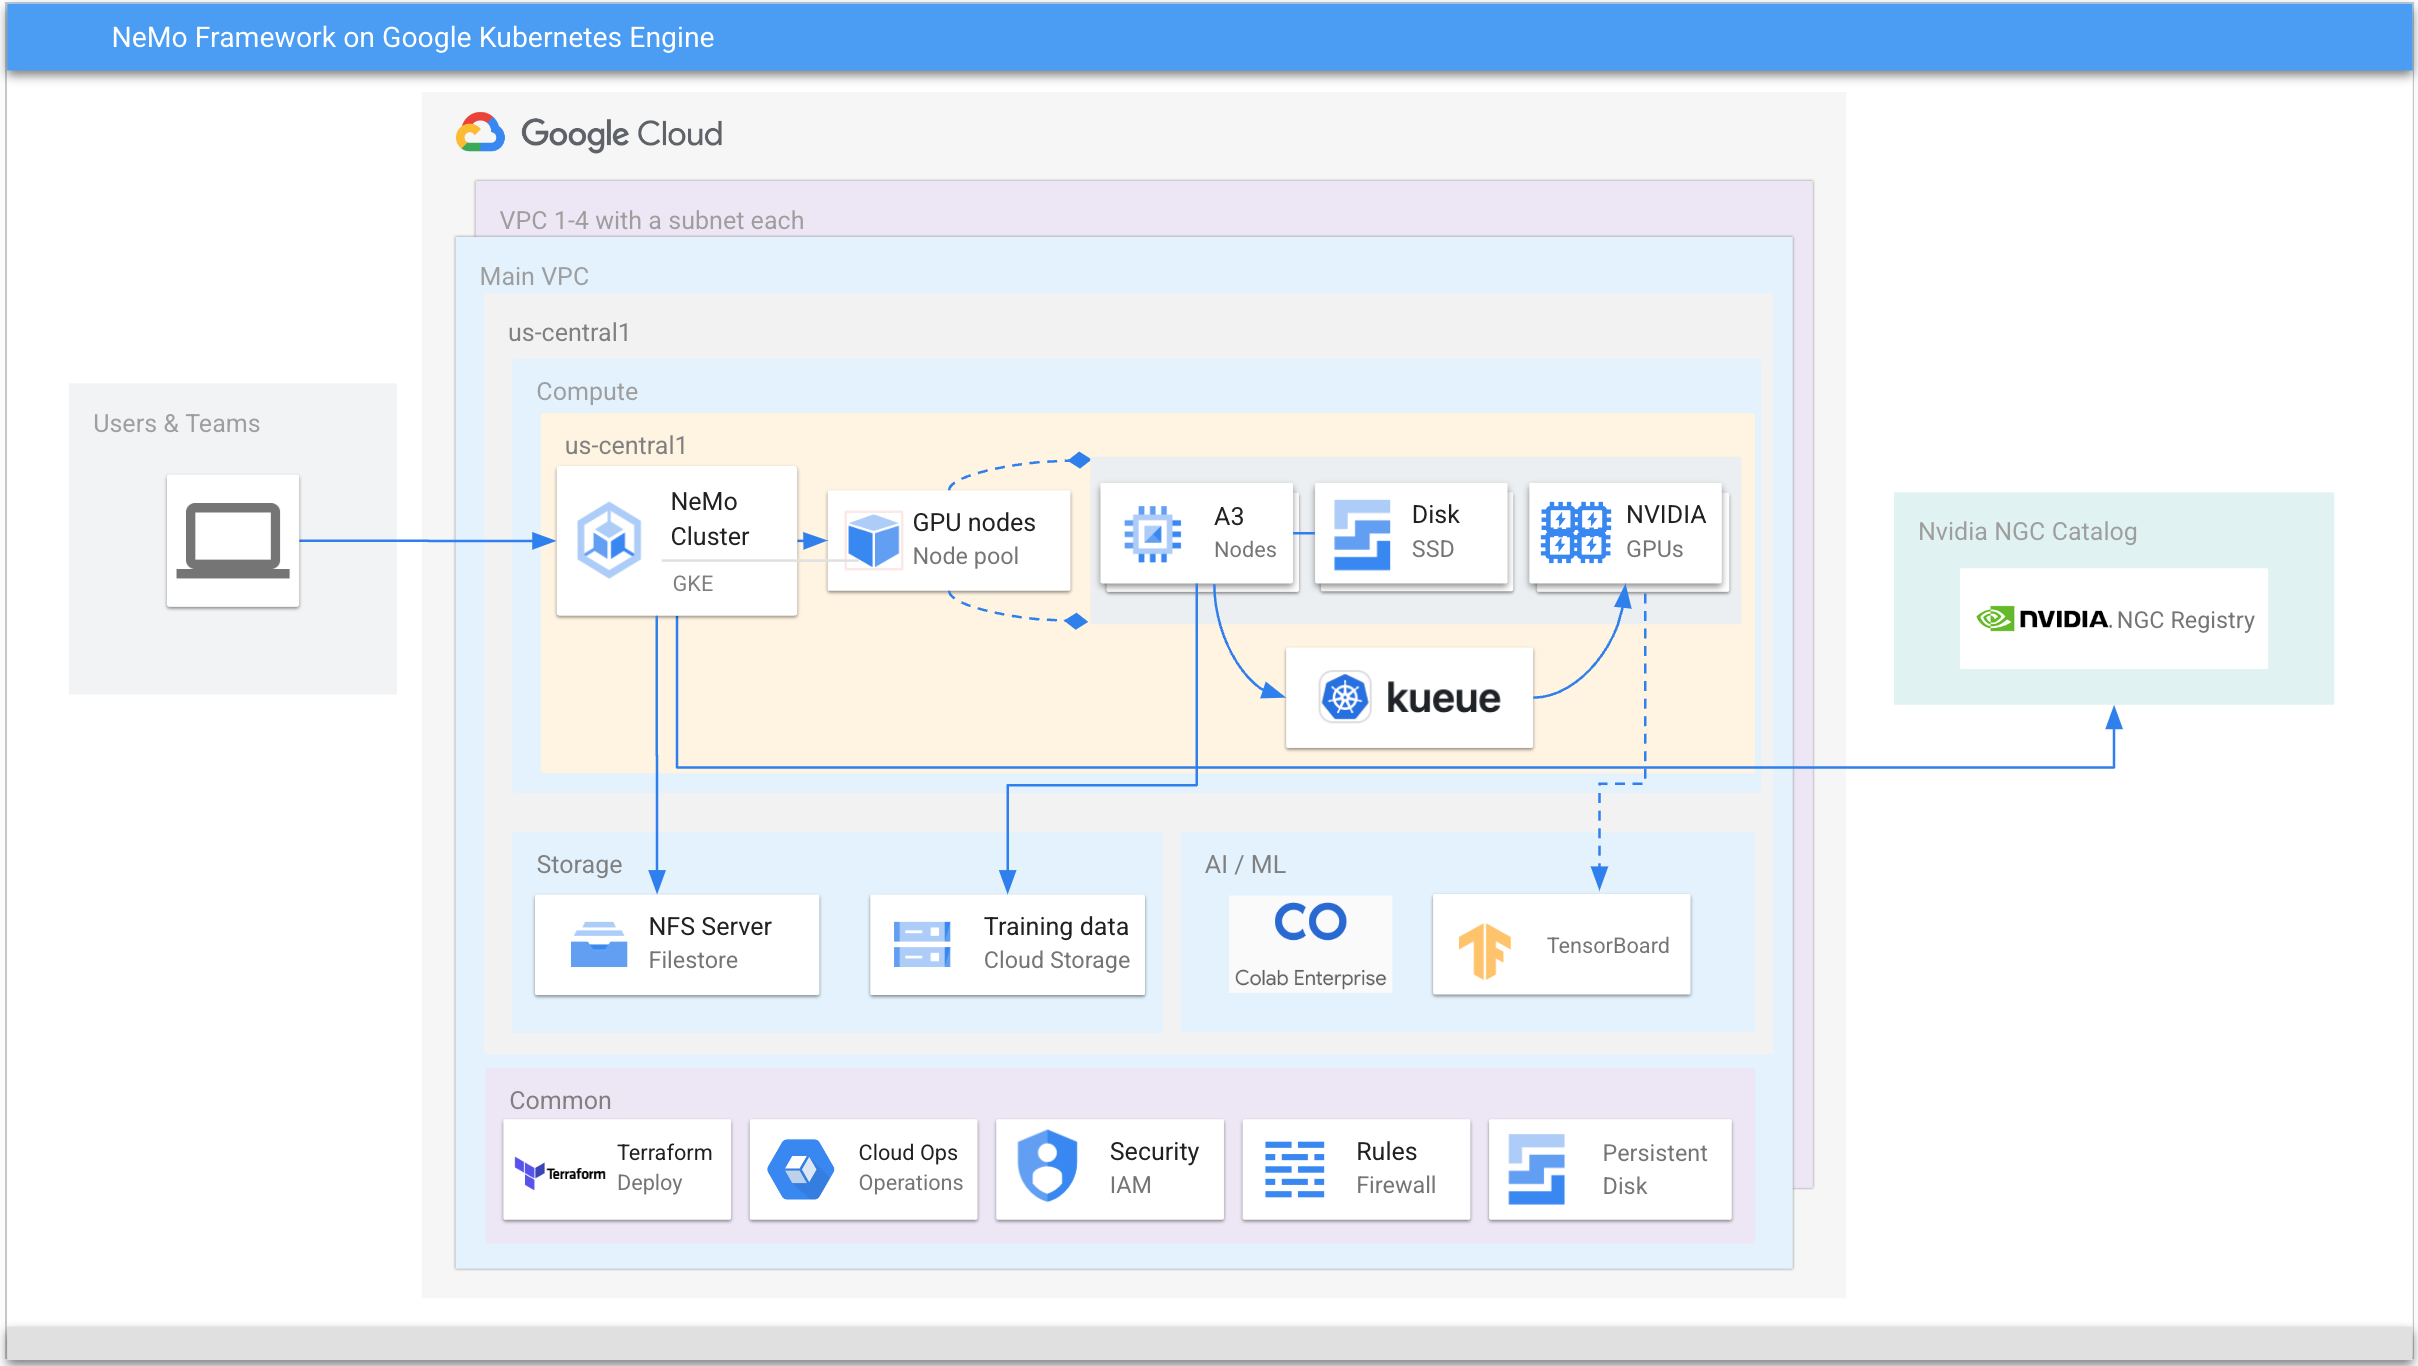 NeMo Framework on Google Kubernetes Engine
Google Cloud
VPC 1-4 with a subnet each
Main VPC
us-central1
Compute
us-central1
Users & Teams
NeMo
Cluster
GKE
GPU nodes
Node pool
A3
Nodes
Disk
SSD
NVIDIA
GPUs
kueue
Nvidia NGC Catalog
NVIDIA. NGC Registry
Storage
NFS Server
Filestore
Training data
Cloud Storage
AI / ML
CO
Colab Enterprise
TensorBoard
Common
Terraform
Terraform
Deploy
Cloud Ops
Operations
Security
IAM
Rules
Firewall
Persistent
Disk